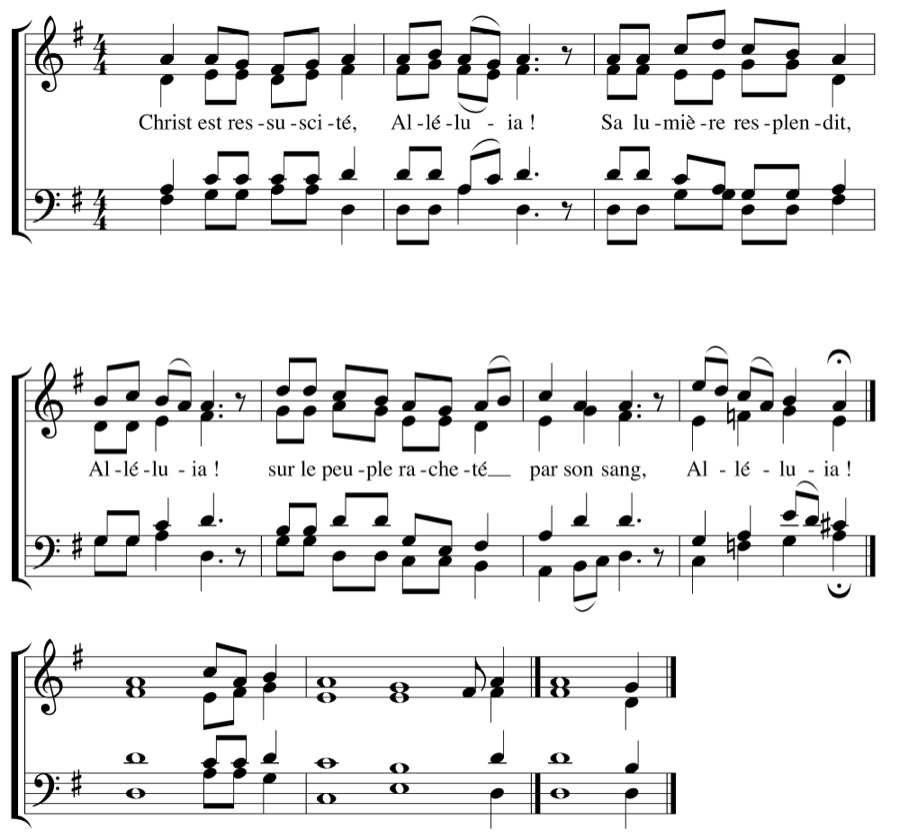 Christ est res - su - sci - té, Al - lé - lu - ia ! Sa lu - miè - re res - plen - dit,
Al - lé - lu - ia ! sur le peu - ple ra - che - té__ par son sang, Al - lé - lu - ia !